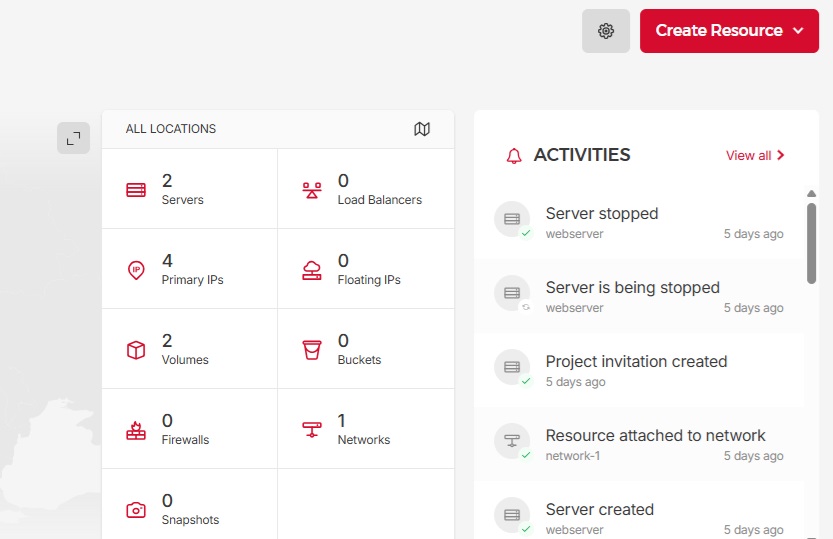 Create Resource
ALL LOCATIONS
2
Servers
0
Load Balancers
IP
4
Primary IPs
0
Floating IPs
2
Volumes
0
Buckets
0
Firewalls
1
Networks
0
Snapshots
ACTIVITIES
View all
Server stopped
webserver 5 days ago
Server is being stopped
webserver 5 days ago
Project invitation created
5 days ago
Resource attached to network
network-1 5 days ago
Server created
webserver 5 days ago